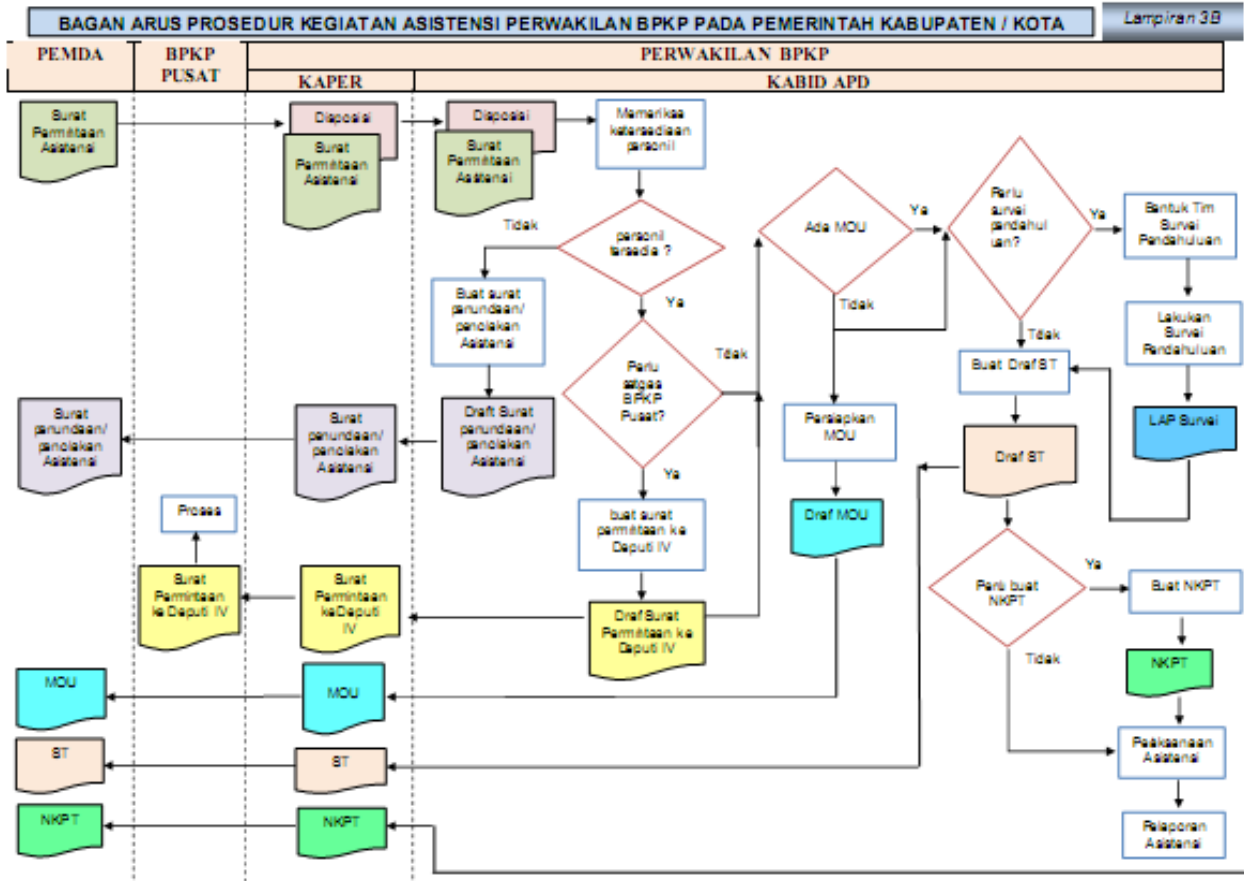 BAGAN ARUS PROSEDUR KEGIATAN ASISTENSI PERWAKILAN BPKP PADA PEMERINTAH KABUPATEN / KOTA
Lampiran 3B
PEMDA
BPKP
PUSAT
PERWAKILAN BPKP
KAPER
KABID APD
Surat
Permintaan
Asistensi
Disposisi
Surat
Permintaan
Asistensi
Disposisi
Surat
Permintaan
Asistensi
Memeriksa
ketersediaan
personil
Tidak
personil
tersedia ?
Ya
Buat surat
penundaan/
penolakan
Asistensi
Perlu
satgas
BPKP
Pusat?
Tidak
Ya
Ada MOU
Ya
Tidak
Perlu
survei
pendahul
uan?
Ya
Tidak
Bentuk Tim
Survei
Pendahuluan
Lakukan
Survei
Pendahuluan
LAP Survei
Buat Draf ST
Draf ST
Persiapkan
MOU
Draf MOU
Surat
penundaan/
penolakan
Asistensi
Surat
penundaan/
penolakan
Asistensi
Draft Surat
penundaan/
penolakan
Asistensi
Proses
buat surat
permintaan ke
Deputi IV
Surat
Permintaan
ke Deputi IV
Surat
Permintaan
ke Deputi
IV
Draf Surat
Permintaan ke
Deputi IV
Perlu buat
NKPT
Ya
Tidak
Buat NKPT
NKPT
MOU
MOU
ST
ST
Pelaksanaan
Asistensi
NKPT
NKPT
Pelaporan
Asistensi